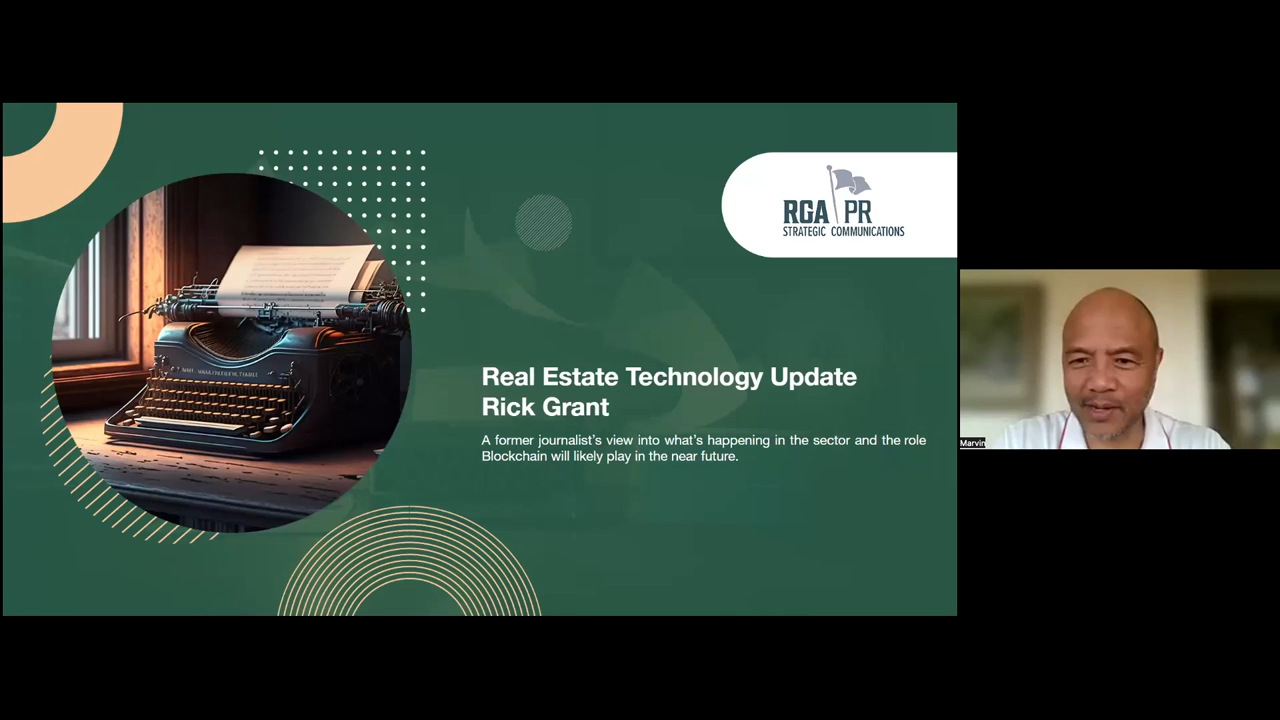 RGA PR
STRATEGIC COMMUNICATIONS
Real Estate Technology Update
Rick Grant
A former journalist’s view into what’s happening in the sector and the role
Blockchain will likely play in the near future.
Marvin